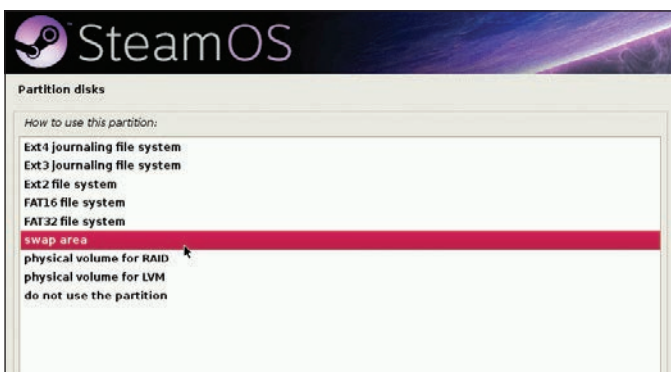 SteamOS
Partition disks
How to use this partition:
Ext4 journaling file system
Ext3 journaling file system
Ext2 file system
FAT16 file system
FAT32 file system
swap area
physical volume for RAID
physical volume for LVM
do not use the partition